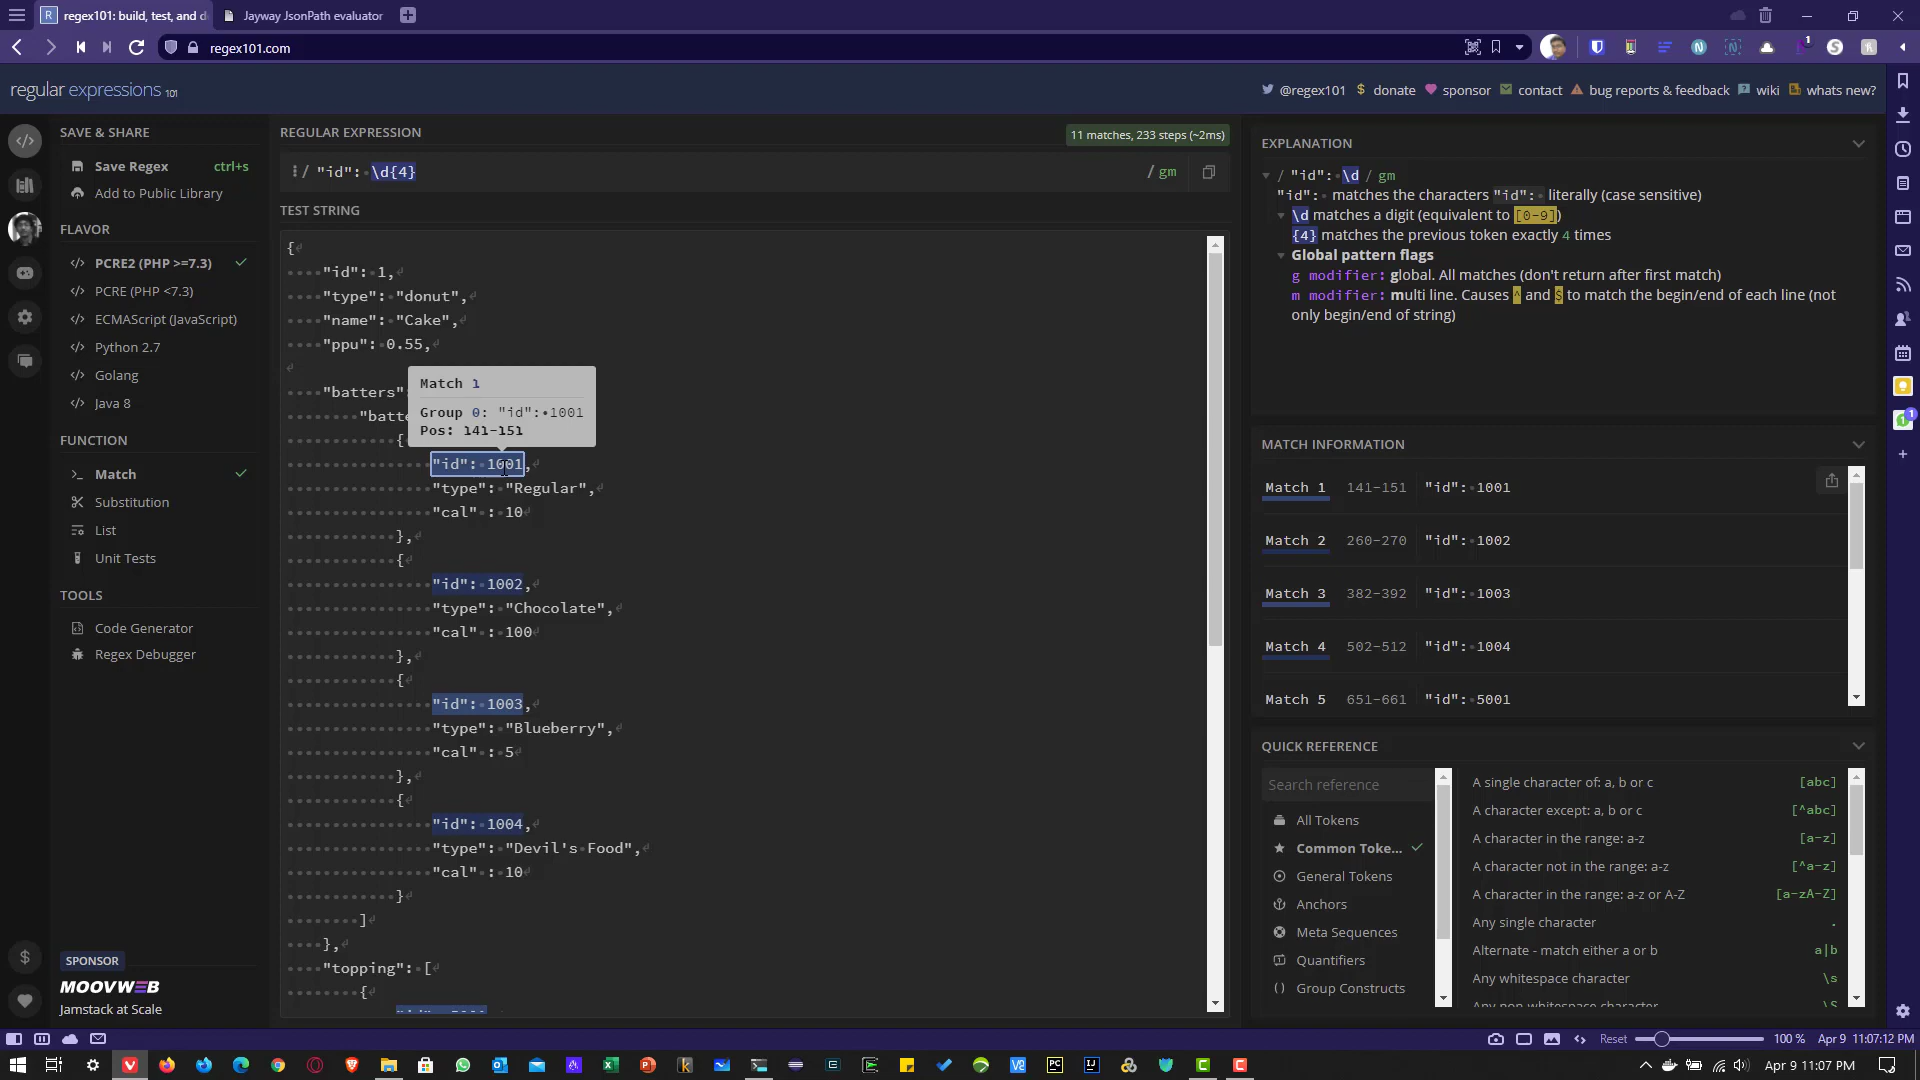 regex101: build, test, and d
Jayway JsonPath evaluator
regex101.com
regular expressions 101
@regex101
donate
sponsor
contact
bug reports & feedback
wiki
whats new?
SAVE & SHARE
Save Regex ctrl+s
Add to Public Library
FLAVOR
PCRE2 (PHP >=7.3)
PCRE (PHP <7.3)
ECMAScript (JavaScript)
Python 2.7
Golang
Java 8
FUNCTION
Match
Substitution
List
Unit Tests
TOOLS
Code Generator
Regex Debugger
SPONSOR
MOOVWEB
Jamstack at Scale
REGULAR EXPRESSION
11 matches, 233 steps (~2ms)
/ "id": \d{4} / gm
TEST STRING
{
"id": 1,
"type": "donut",
"name": "Cake",
"ppu": 0.55,
"batters":
"batte
{
"id": 1001,
"type": "Regular",
"cal" : 10
},
{
"id": 1002,
"type": "Chocolate",
"cal" : 100
},
{
"id": 1003,
"type": "Blueberry",
"cal" : 5
},
{
"id": 1004,
"type": "Devil's Food",
"cal" : 10
}
]
},
"topping": [
{
Match 1
Group 0: "id":•1001
Pos: 141-151
EXPLANATION
/ "id": \d / gm
"id": matches the characters "id": literally (case sensitive)
\d matches a digit (equivalent to [0-9])
{4} matches the previous token exactly 4 times
Global pattern flags
g modifier: global. All matches (don't return after first match)
m modifier: multi line. Causes ^ and $ to match the begin/end of each line (not
only begin/end of string)
MATCH INFORMATION
Match 1 141-151 "id": 1001
Match 2 260-270 "id": 1002
Match 3 382-392 "id": 1003
Match 4 502-512 "id": 1004
Match 5 651-661 "id": 5001
QUICK REFERENCE
Search reference
All Tokens
Common Toke...
General Tokens
Anchors
Meta Sequences
Quantifiers
Group Constructs
A single character of: a, b or c [abc]
A character except: a, b or c [^abc]
A character in the range: a-z [a-z]
A character not in the range: a-z [^a-z]
A character in the range: a-z or A-Z [a-zA-Z]
Any single character .
Alternate - match either a or b a|b
Any whitespace character \s
Any non-whitespace character \S
Reset 100 % Apr 9 11:07:12 PM
Apr 9 11:07 PM